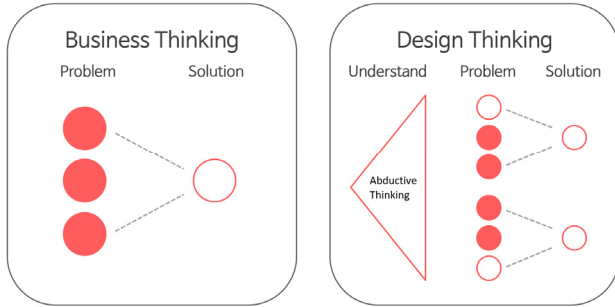 Business Thinking
Problem Solution
Design Thinking
Understand Problem Solution
Abductive
Thinking